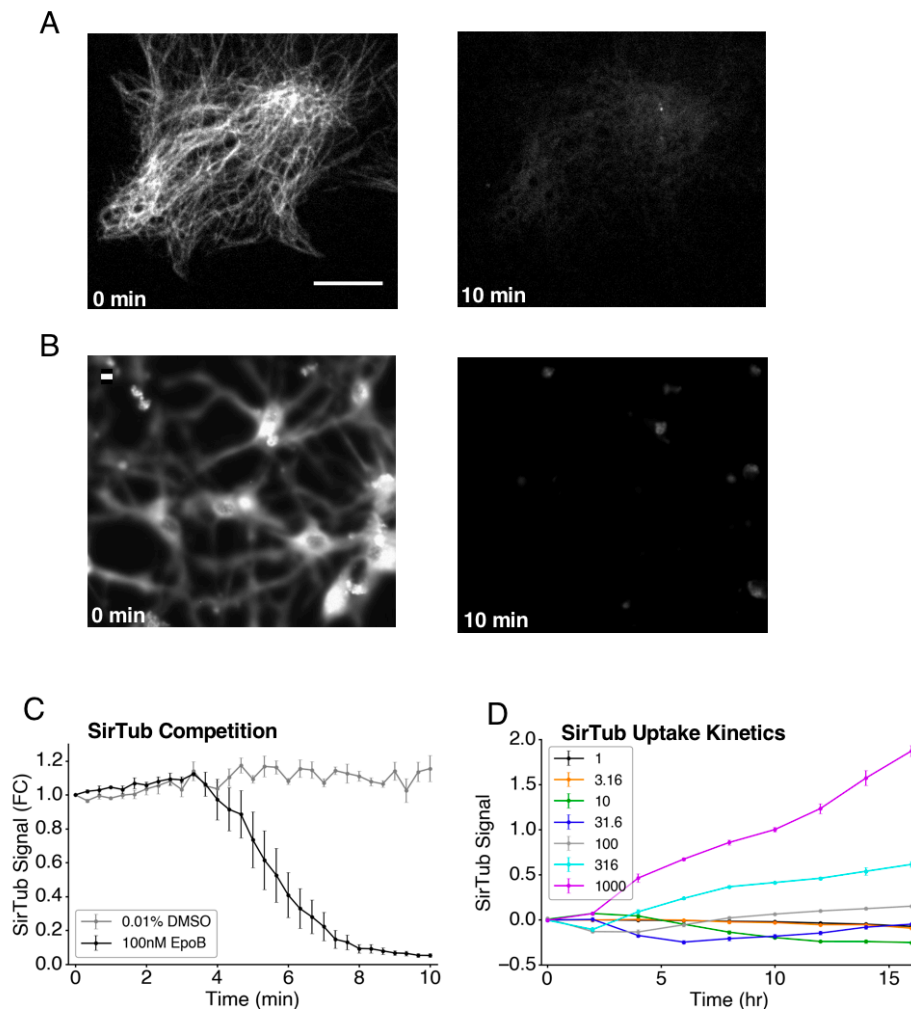 A
0 min
10 min
B
0 min
10 min
C
SirTub Competition
SirTub Signal (FC)
1.2
1.0
0.8
0.6
0.4
0.2
0.0
0.01% DMSO
100nM EpoB
0
2
4
6
8
10
Time (min)
D
SirTub Uptake Kinetics
SirTub Signal
2.0
1.5
1.0
0.5
0.0
−0.5
1
3.16
10
31.6
100
316
1000
0
5
10
15
Time (hr)